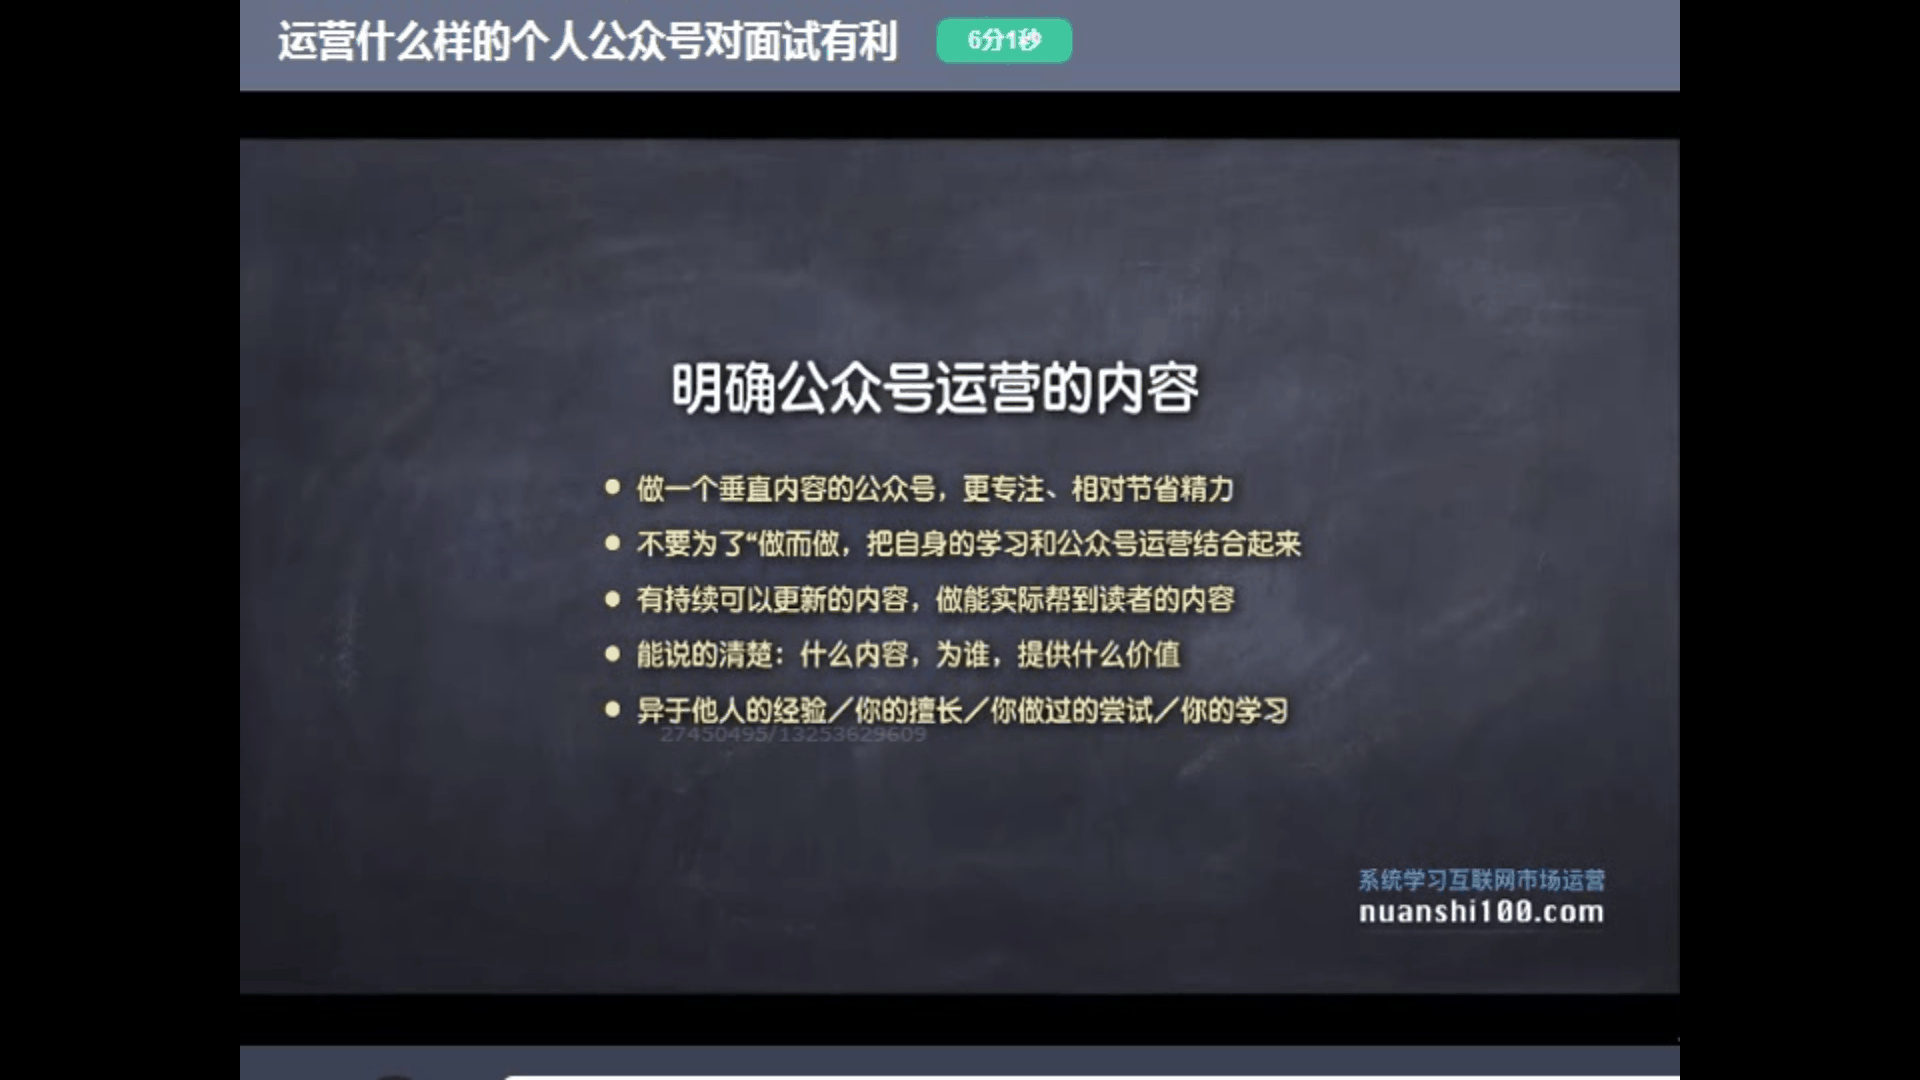 运营什么样的个人公众号对面试有利
6分1秒
明确公众号运营的内容
● 做一个垂直内容的公众号，更专注、相对节省精力
● 不要为了“做而做，把自身的学习和公众号运营结合起来
● 有持续可以更新的内容，做能实际帮到读者的内容
● 能说的清楚：什么内容，为谁，提供什么价值
● 异于他人的经验／你的擅长／你做过的尝试／你的学习
27450495/13253629609
系统学习互联网市场运营
nuanshi100.com